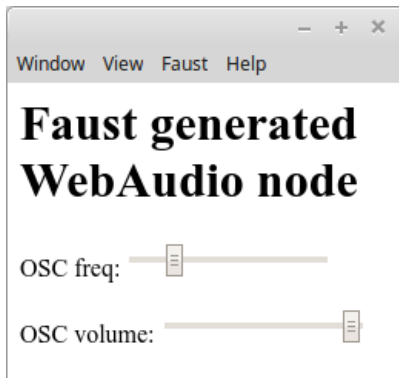 Window View Faust Help
Faust generated
WebAudio node
OSC freq:
OSC volume: